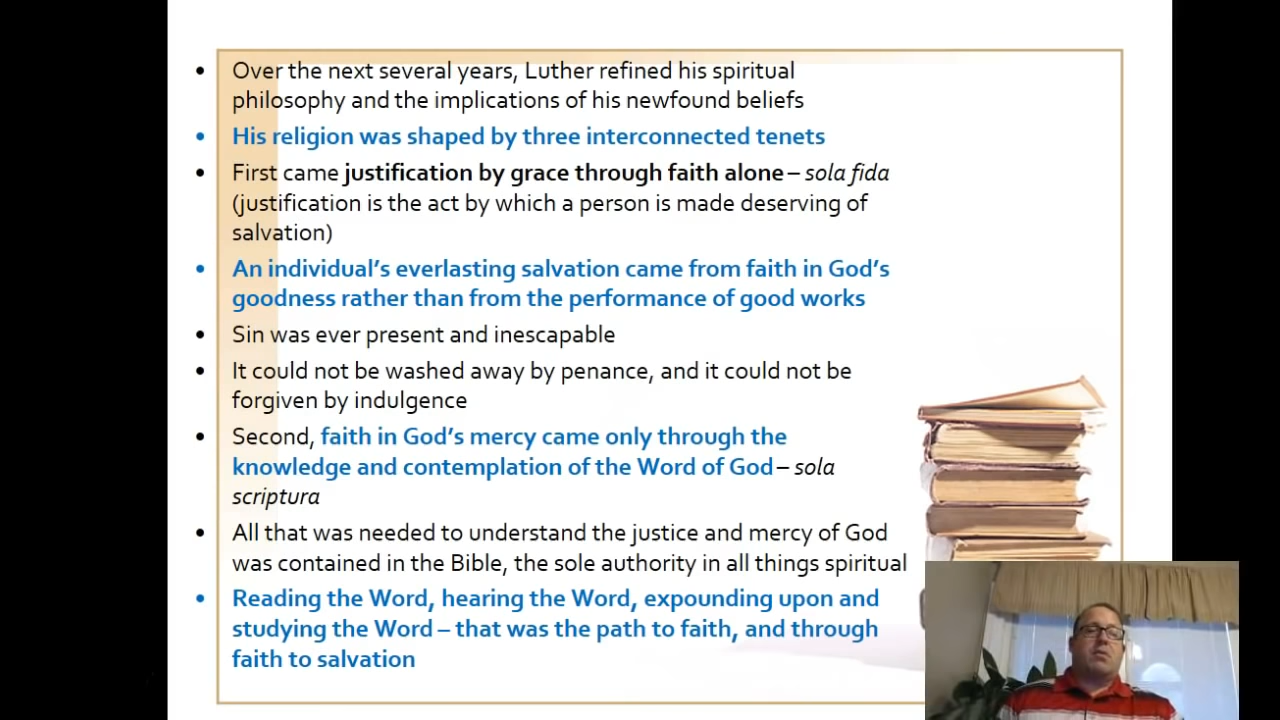 • Over the next several years, Luther refined his spiritual
philosophy and the implications of his newfound beliefs
• His religion was shaped by three interconnected tenets
• First came justification by grace through faith alone – sola fida
(justification is the act by which a person is made deserving of
salvation)
• An individual's everlasting salvation came from faith in God's
goodness rather than from the performance of good works
• Sin was ever present and inescapable
• It could not be washed away by penance, and it could not be
forgiven by indulgence
• Second, faith in God's mercy came only through the
knowledge and contemplation of the Word of God – sola
scriptura
• All that was needed to understand the justice and mercy of God
was contained in the Bible, the sole authority in all things spiritual
• Reading the Word, hearing the Word, expounding upon and
studying the Word – that was the path to faith, and through
faith to salvation